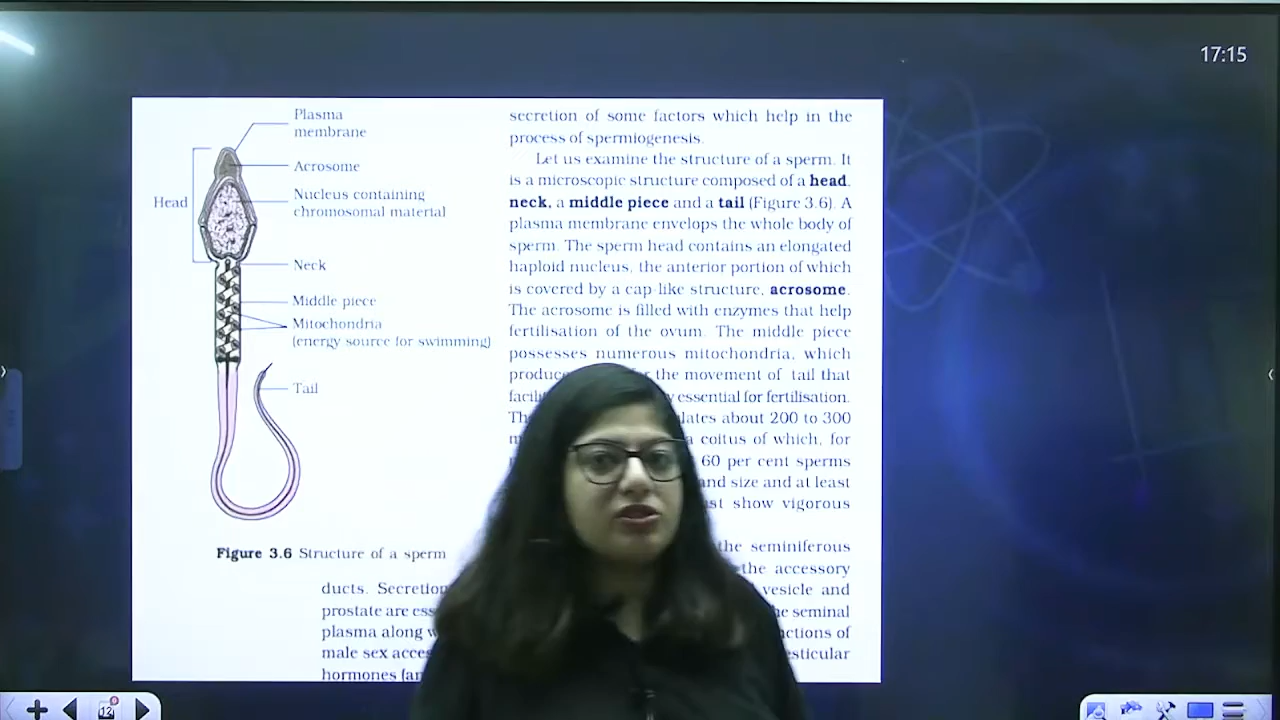 17:15
Plasma
membrane
Acrosome
Head
Nucleus containing
chromosomal material
Neck
Middle piece
Mitochondria
(energy source for swimming)
Tail
Figure 3.6 Structure of a sperm
secretion of some factors which help in the
process of spermiogenesis.
Let us examine the structure of a sperm. It
is a microscopic structure composed of a head,
neck, a middle piece and a tail (Figure 3.6). A
plasma membrane envelops the whole body of
sperm. The sperm head contains an elongated
haploid nucleus, the anterior portion of which
is covered by a cap-like structure, acrosome.
The acrosome is filled with enzymes that help
fertilisation of the ovum. The middle piece
possesses numerous mitochondria, which
the movement of tail that
essential for fertilisation.
about 200 to 300
a coitus of which, for
60 per cent sperms
and size and at least
show vigorous
the seminiferous
the accessory
ducts. vesicle and
prostate are seminal
plasma along of
male sex
hormones
12